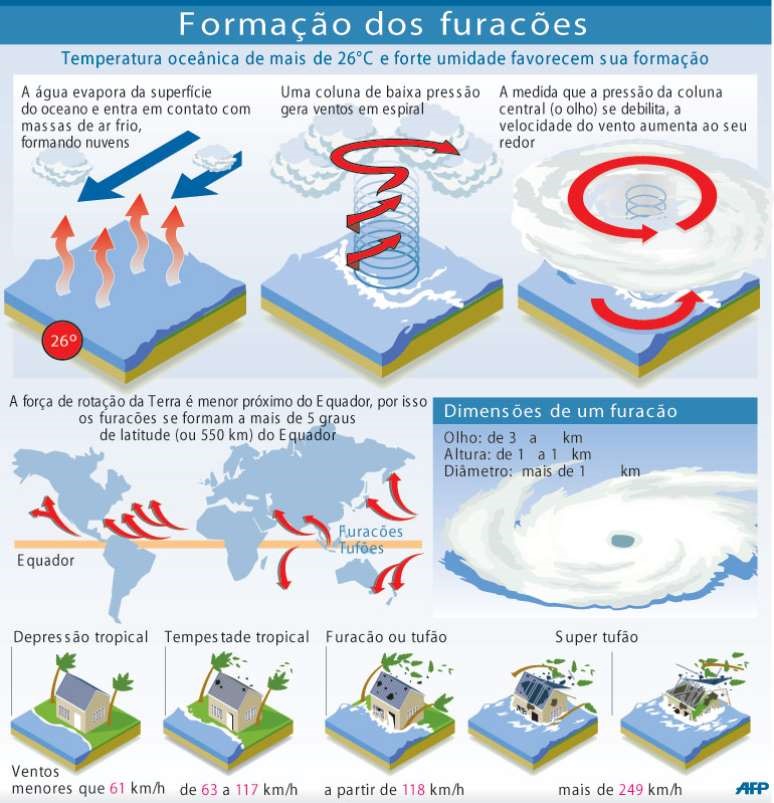 Formação dos furacões
Temperatura oceânica de mais de 26°C e forte umidade favorecem sua formação
A água evapora da superfície
do oceano e entra em contato com
massas de ar frio,
formando nuvens
Uma coluna de baixa pressão
gera ventos em espiral
A medida que a pressão da coluna
central (o olho) se debilita, a
velocidade do vento aumenta ao seu
redor
26º
A força de rotação da Terra é menor próximo do Equador, por isso
os furacões se formam a mais de 5 graus
de latitude (ou 550 km) do Equador
Furacões
Tufões
Equador
Dimensões de um furacão
Olho: de 3 a km
Altura: de 1 a 1 km
Diâmetro: mais de 1 km
Depressão tropical
Tempestade tropical
Furacão ou tufão
Super tufão
Ventos
menores que 61 km/h
de 63 a 117 km/h
a partir de 118 km/h
mais de 249 km/h
AFP